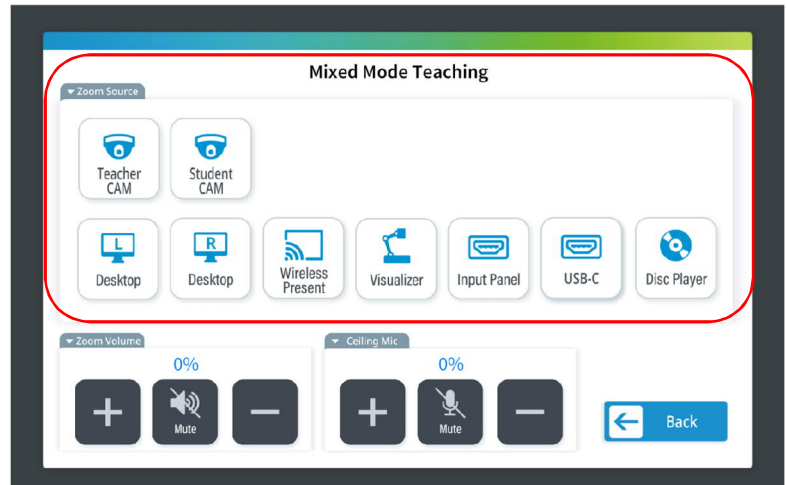 Mixed Mode Teaching
Zoom Source
Teacher
CAM
Student
CAM
L
Desktop
R
Desktop
Wireless
Present
Visualizer
Input Panel
USB-C
Disc Player
Zoom Volume
0%
Mute
Ceiling Mic
0%
Mute
Back